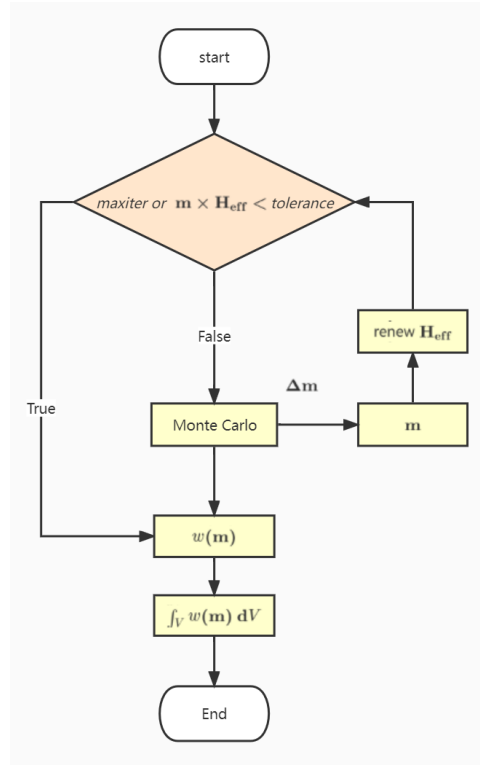 start
maxiter or m × H_eff < tolerance
renew H_eff
False
Δm
True
Monte Carlo
m
w(m)
∫_V w(m) dV
End